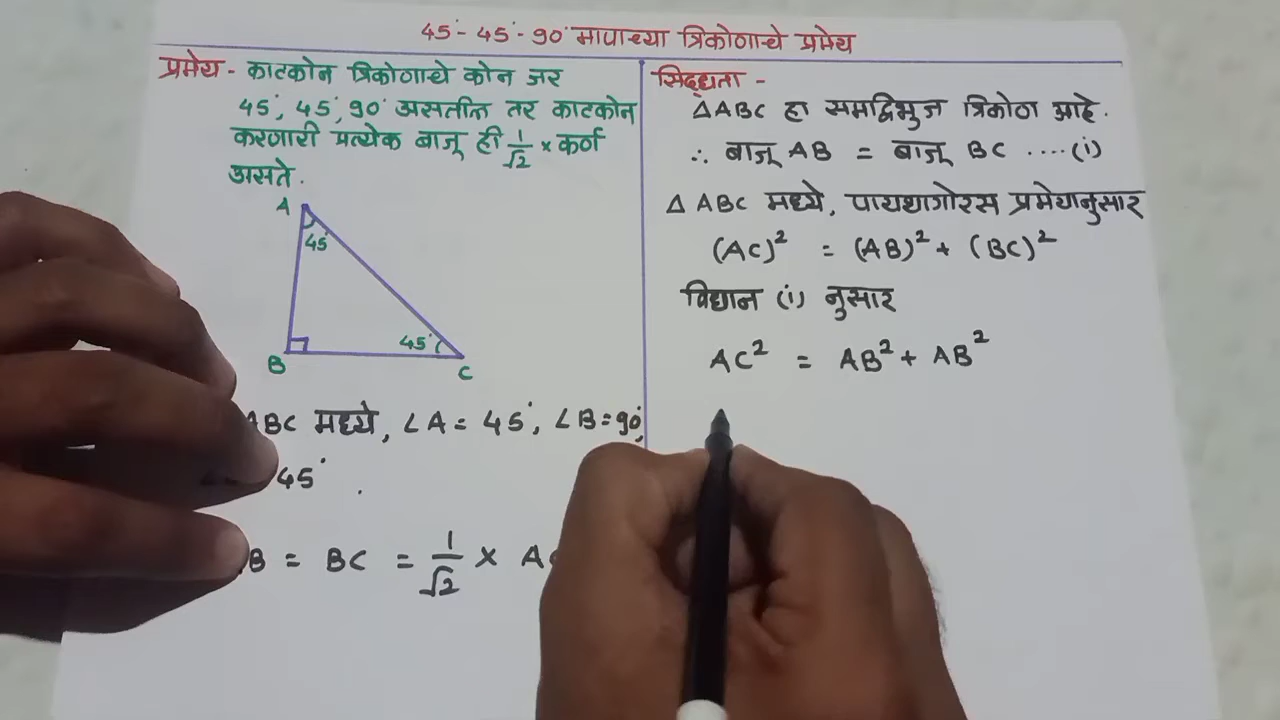 45°- 45°- 90° मापाच्या त्रिकोणाचे प्रमेय
प्रमेय - काटकोन त्रिकोणाचे कोन जर
45°, 45°, 90° असतील तर काटकोन
करणारी प्रत्येक बाजू ही 1/√2 × कर्ण
असते.
A
45°
45°
B
C
ABC मध्ये, ∠A = 45°, ∠B = 90°,
45°.
B = BC = 1/√2 × A
सिद्धता -
△ABC हा समद्विभुज त्रिकोण आहे.
∴ बाजू AB = बाजू BC ....(i)
△ ABC मध्ये, पायथागोरस प्रमेयानुसार
(AC)² = (AB)² + (BC)²
विधान (i) नुसार
AC² = AB² + AB²